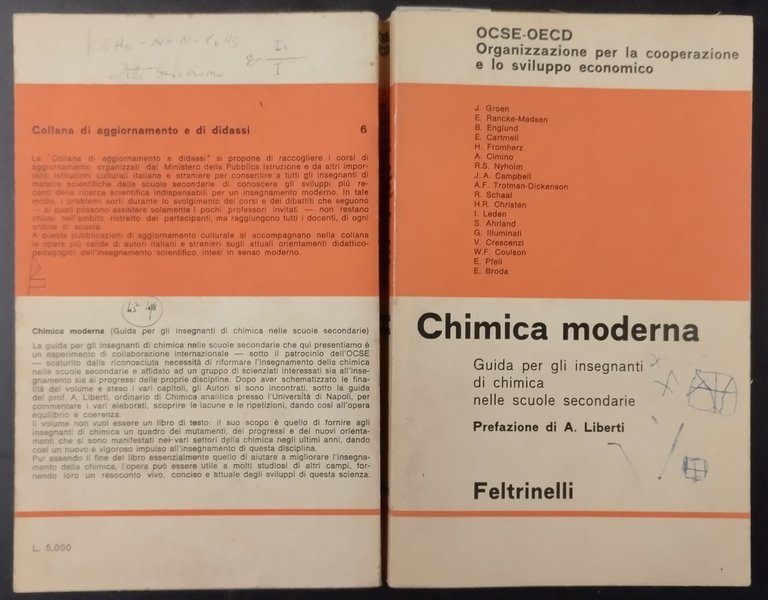 C6H5 - N = N - C6H5
ε =
I₀
I
Collana di aggiornamento e di didassi 6
La "Collana di aggiornamento e didassi" si propone di raccogliere i corsi di
aggiornamento organizzati dal Ministero della Pubblica Istruzione e da altri impor-
tanti istituzioni culturali italiane e straniere per consentire a tutti gli insegnanti di
materie scientifiche delle scuole secondarie di conoscere gli sviluppi più re-
centi della ricerca scientifica indispensabili per un insegnamento moderno. In tale
modo, i problemi sorti durante lo svolgimento dei corsi e dei dibattiti che seguono
— ai quali possono assistere solamente i pochi professori invitati — non restano
chiusi nell'ambito ristretto dei partecipanti, ma raggiungono tutti i docenti, di ogni
ordine di scuola.
A queste pubblicazioni di aggiornamento culturale si accompagnano nella collana
le opere più valide di autori italiani e stranieri sugli attuali orientamenti didattico-
pedagogici dell'insegnamento scientifico, intesi in senso moderno.
Chimica moderna (Guida per gli insegnanti di chimica nelle scuole secondarie)
La guida per gli insegnanti di chimica nelle scuole secondarie che qui presentiamo è
un esperimento di collaborazione internazionale — sotto il patrocinio dell'OCSE
— scaturito dalla riconosciuta necessità di riformare l'insegnamento della chimica
nelle scuole secondarie e affidato ad un gruppo di scienziati interessati sia all'inse-
gnamento sia ai progressi delle proprie discipline. Dopo aver schematizzato le fina-
lità del volume e steso i vari capitoli, gli Autori si sono incontrati, sotto la guida
del prof. A. Liberti, ordinario di Chimica analitica presso l'Università di Napoli, per
commentare i vari elaborati, scoprire le lacune e le ripetizioni, dando così all'opera
equilibrio e coerenza.
Il volume non vuol essere un libro di testo: il suo scopo è quello di fornire agli
insegnanti di chimica un quadro dei mutamenti, dei progressi e dei nuovi orienta-
menti che si sono manifestati nei vari settori della chimica negli ultimi anni, dando
così un nuovo e vigoroso impulso all'insegnamento di questa disciplina.
Pur essendo il fine del libro essenzialmente quello di aiutare a migliorare l'insegna-
mento della chimica, l'opera può essere utile a molti studiosi di altri campi, for-
nendo loro un resoconto vivo, conciso e attuale degli sviluppi di questa scienza.
L. 5.000
OCSE-OECD
Organizzazione per la cooperazione
e lo sviluppo economico
J. Groen
E. Rancke-Madsen
B. Englund
E. Cartmell
H. Fromherz
A. Cimino
R.S. Nyholm
J. A. Campbell
A.F. Trotman-Dickenson
R. Schaal
H.R. Christen
I. Leden
S. Ahrland
G. Illuminati
V. Crescenzi
W.F. Coulson
E. Pfeil
E. Broda
Chimica moderna
Guida per gli insegnanti
di chimica
nelle scuole secondarie
Prefazione di A. Liberti
Feltrinelli